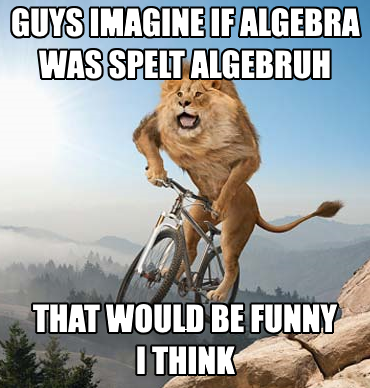 GUYS IMAGINE IF ALGEBRA
WAS SPELT ALGEBRUH
THAT WOULD BE FUNNY
I THINK